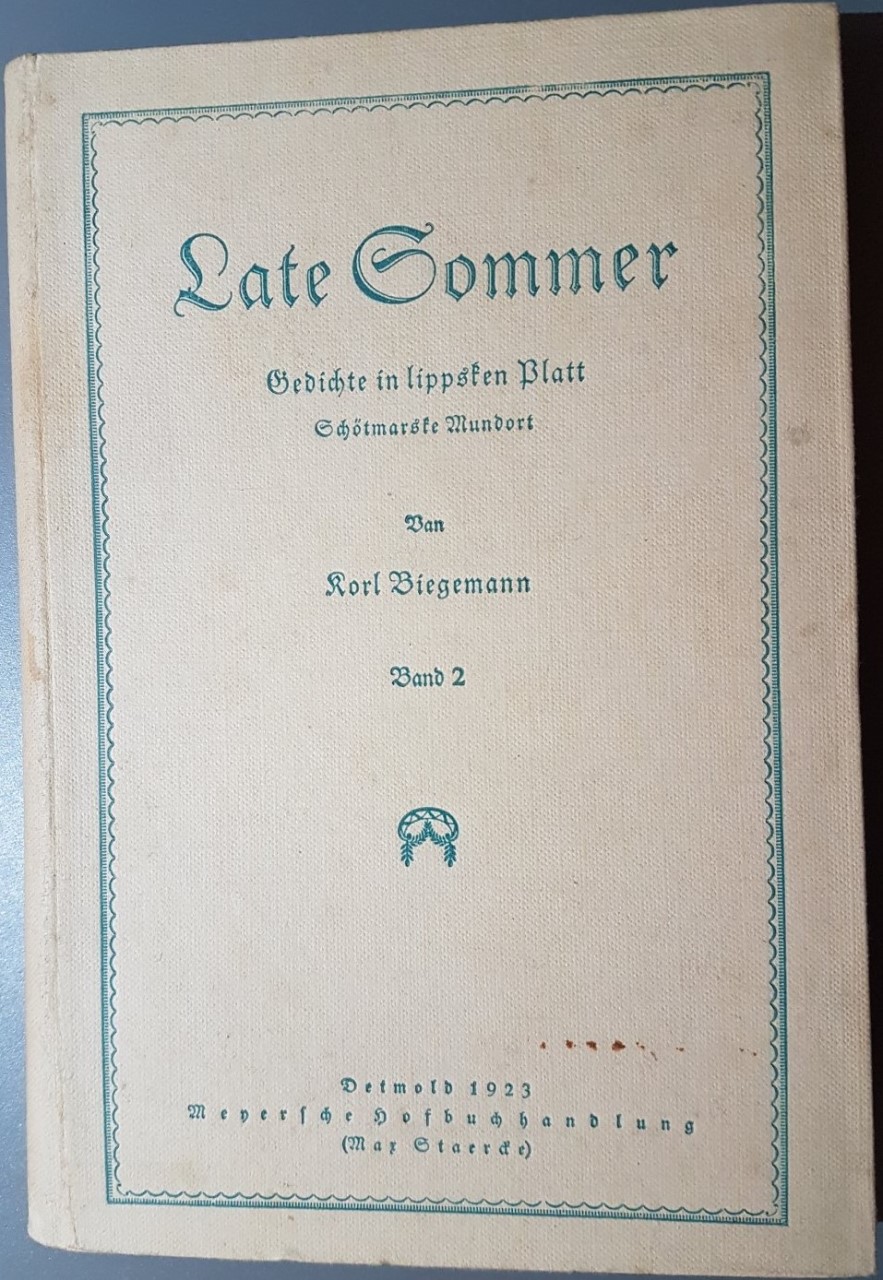 Late Sommer
Gedichte in lippsken Platt
Schötmarske Mundort
Van
Korl Biegemann
Band 2
Detmold 1923
Meyersche Hofbuchhandlung
(Max Staercke)